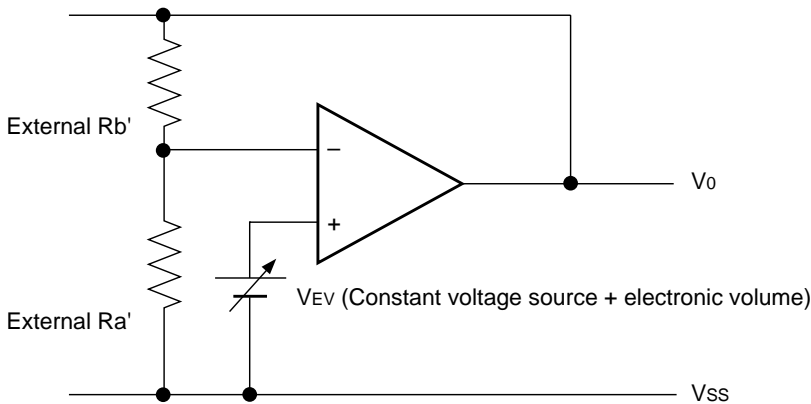 External Rb'
−
V0
+
VEV (Constant voltage source + electronic volume)
External Ra'
VSS